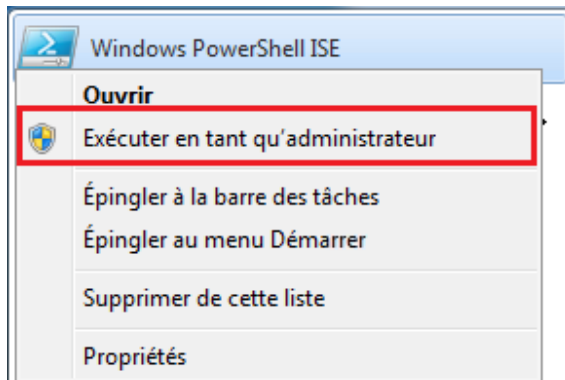 Windows PowerShell ISE
Ouvrir
Exécuter en tant qu'administrateur
Épingler à la barre des tâches
Épingler au menu Démarrer
Supprimer de cette liste
Propriétés